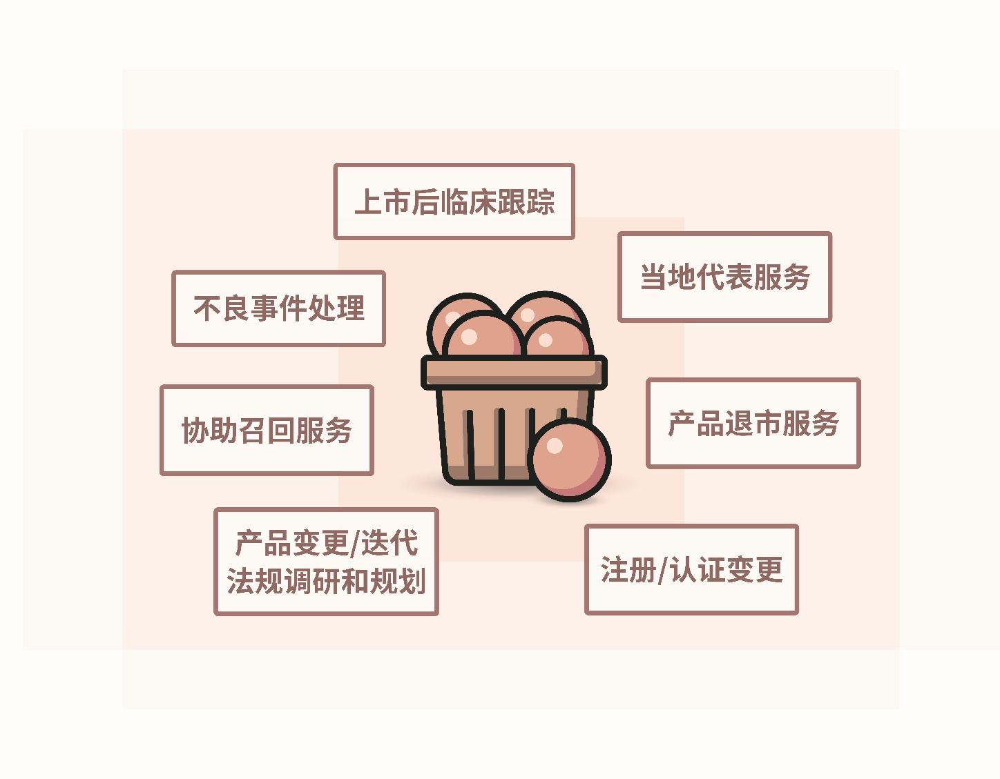 上市后临床跟踪
当地代表服务
不良事件处理
协助召回服务
产品退市服务
产品变更/迭代
法规调研和规划
注册/认证变更